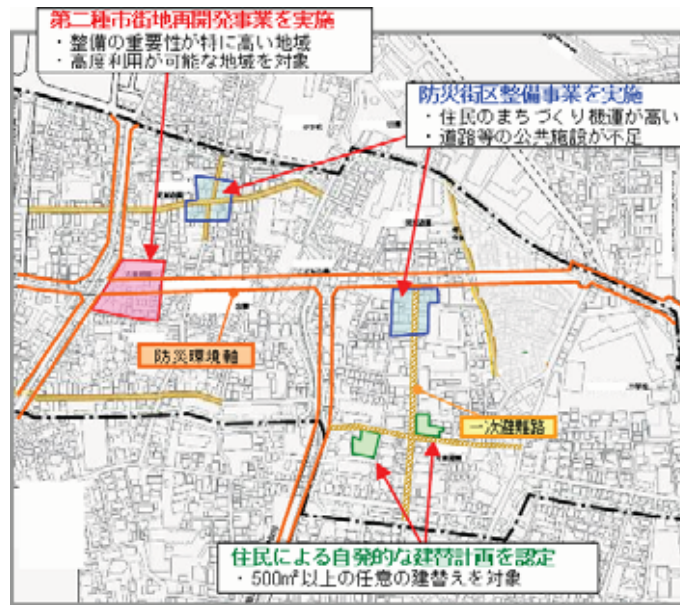 第二種市街地再開発事業を実施
・整備の重要性が特に高い地域
・高度利用が可能な地域を対象
防災街区整備事業を実施
・住民のまちづくり機運が高い
・道路等の公共施設が不足
防災環境軸
一次避難路
住民による自発的な建替計画を認定
・500㎡以上の任意の建替えを対象